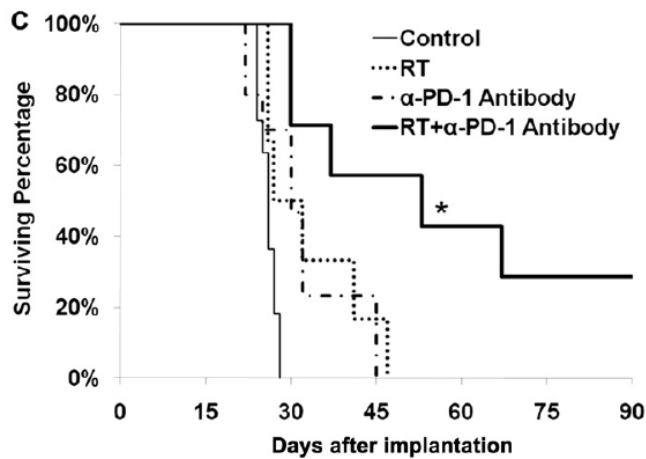 C
100%
80%
60%
40%
20%
0%
Surviving Percentage
Control
RT
α-PD-1 Antibody
RT+α-PD-1 Antibody
*
0 15 30 45 60 75 90
Days after implantation